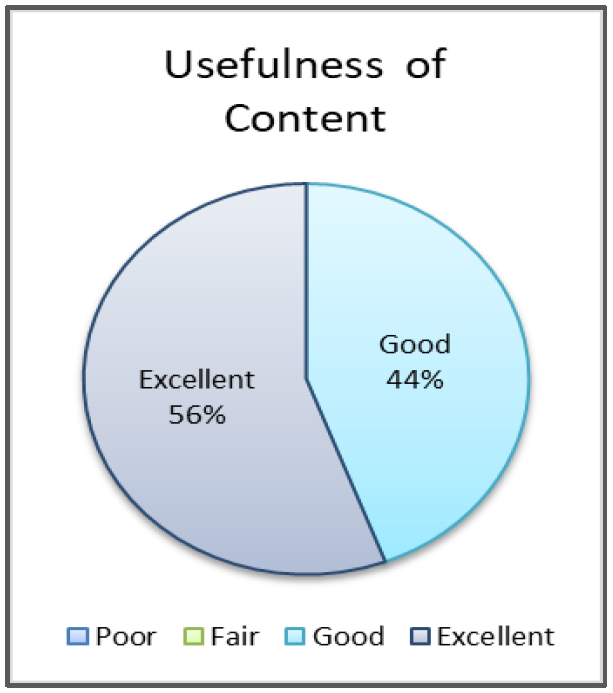 Usefulness of
Content
Good
44%
Excellent
56%
Poor Fair Good Excellent